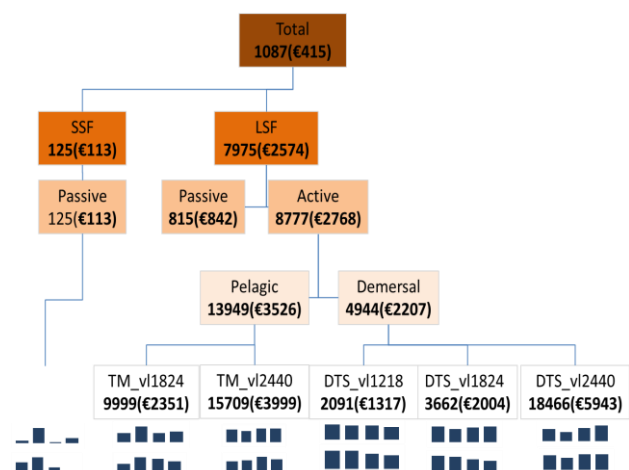 Total
1087(€415)
SSF
125(€113)
LSF
7975(€2574)
Passive
125(€113)
Passive
815(€842)
Active
8777(€2768)
Pelagic
13949(€3526)
Demersal
4944(€2207)
TM_vl1824
9999(€2351)
TM_vl2440
15709(€3999)
DTS_vl1218
2091(€1317)
DTS_vl1824
3662(€2004)
DTS_vl2440
18466(€5943)